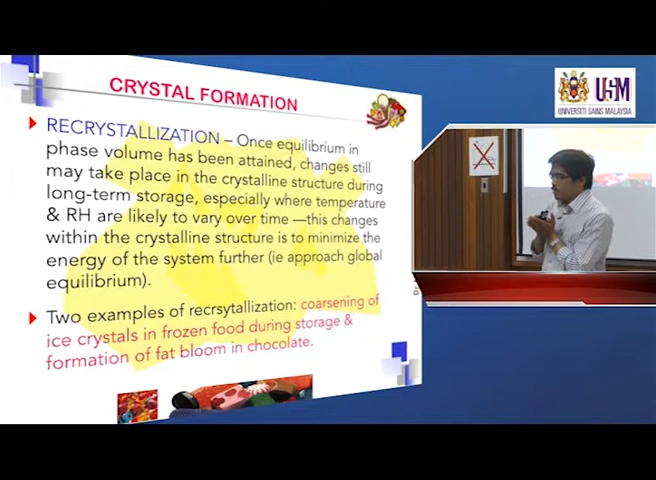 CRYSTAL FORMATION
RECRYSTALLIZATION – Once equilibrium in
phase volume has been attained, changes still
may take place in the crystalline structure during
long-term storage, especially where temperature
& RH are likely to vary over time —this changes
within the crystalline structure is to minimize the
energy of the system further (ie approach global
equilibrium).
Two examples of recrsytallization: coarsening of
ice crystals in frozen food during storage &
formation of fat bloom in chocolate.
USM
UNIVERSITI SAINS MALAYSIA